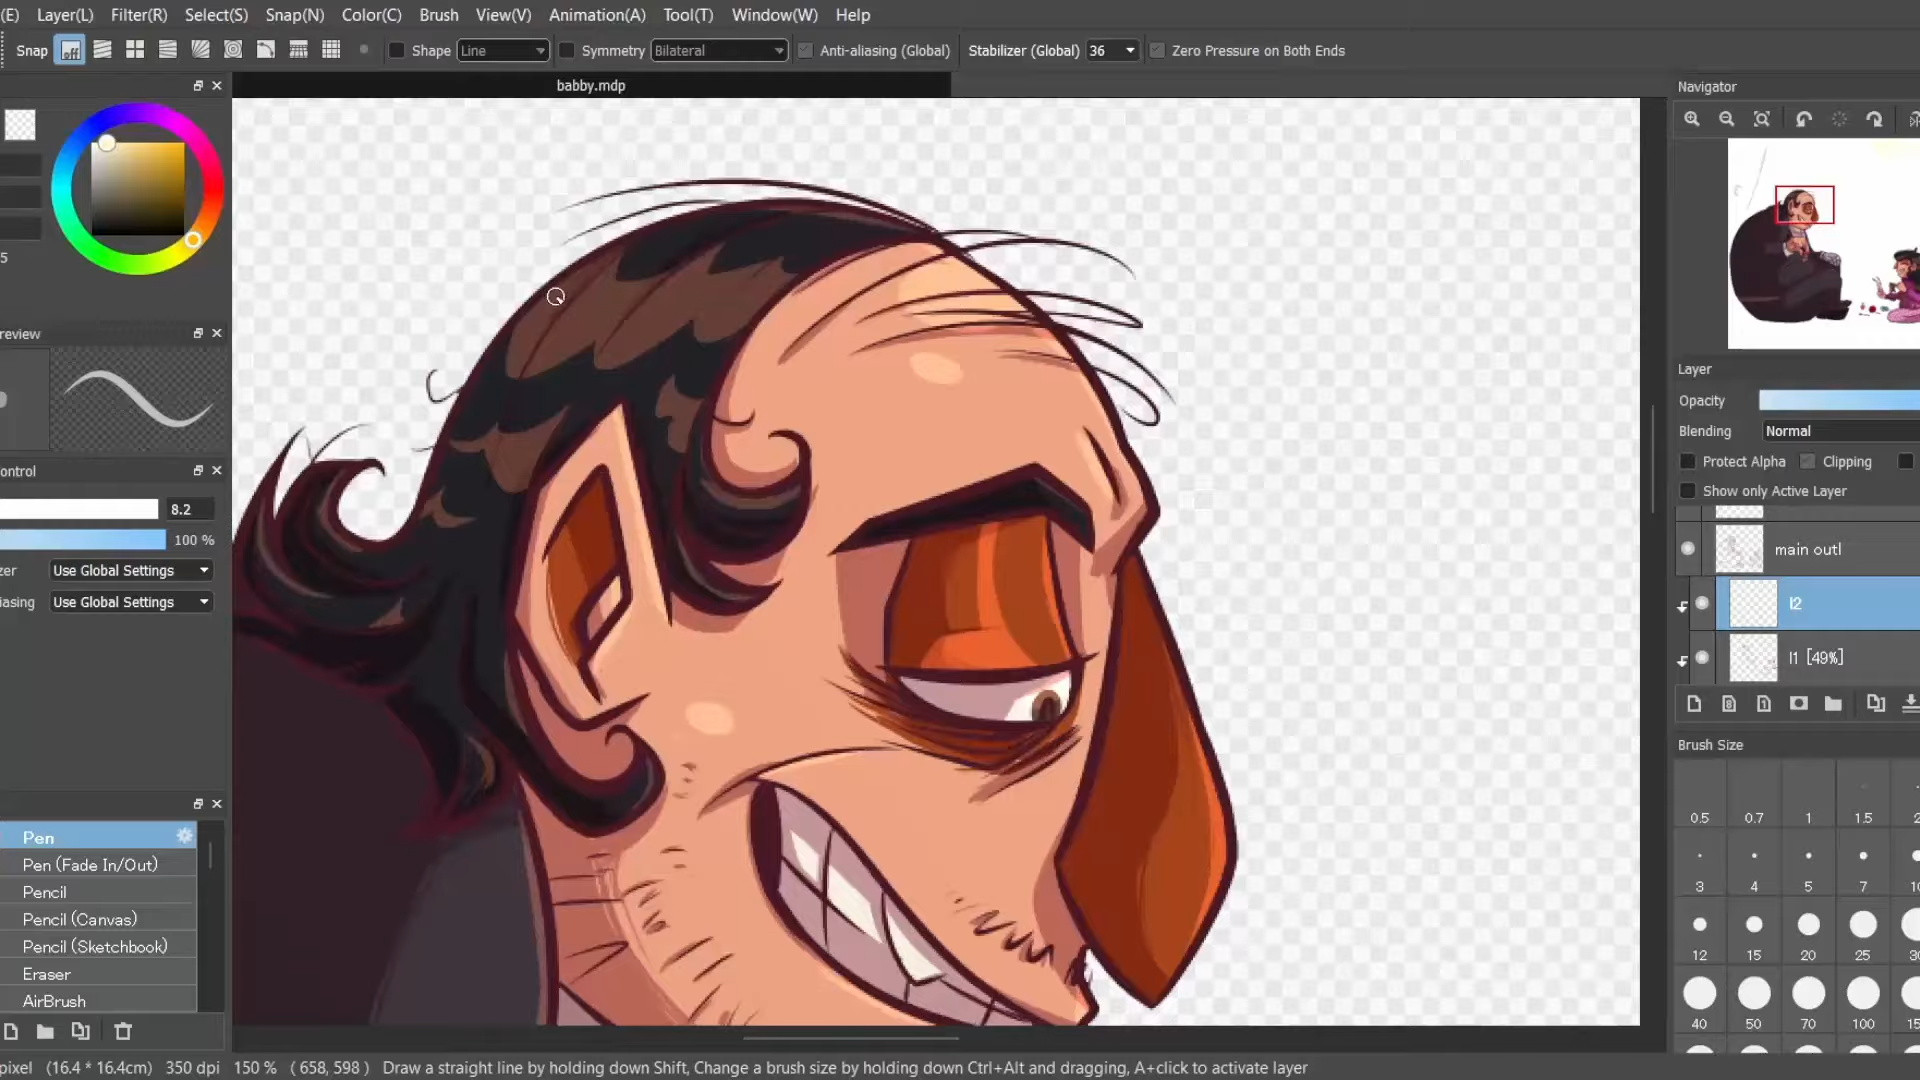 (E) Layer(L) Filter(R) Select(S) Snap(N) Color(C) Brush View(V) Animation(A) Tool(T) Window(W) Help
Snap off Shape Line Symmetry Bilateral Anti-aliasing (Global) Stabilizer (Global) 36 Zero Pressure on Both Ends
babby.mdp
5
review
ontrol
8.2
100 %
zer Use Global Settings
iasing Use Global Settings
Pen
Pen (Fade In/Out)
Pencil
Pencil (Canvas)
Pencil (Sketchbook)
Eraser
AirBrush
Navigator
Layer
Opacity
Blending Normal
Protect Alpha Clipping
Show only Active Layer
main outl
l2
l1 [49%]
Brush Size
0.5 0.7 1 1.5 2
3 4 5 7 10
12 15 20 25 30
40 50 70 100 15
pixel (16.4 * 16.4cm) 350 dpi 150 % ( 658, 598 ) Draw a straight line by holding down Shift, Change a brush size by holding down Ctrl+Alt and dragging, A+click to activate layer